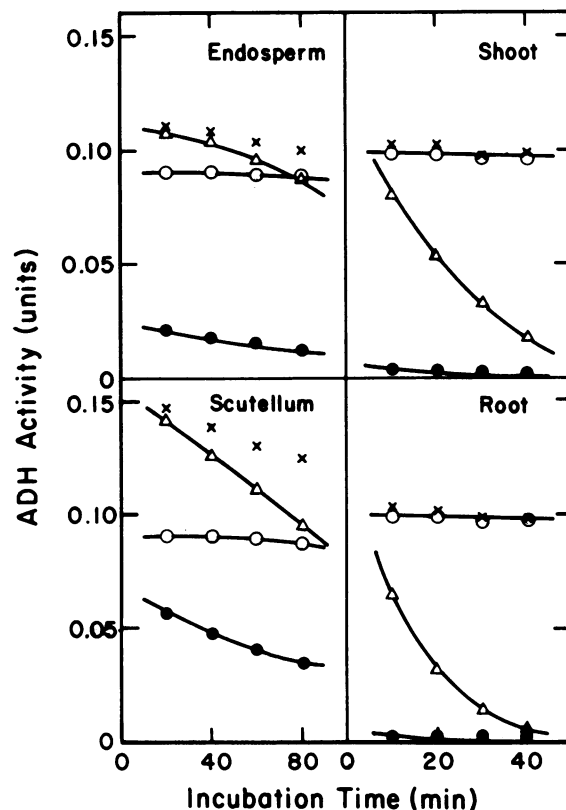 0.15
Endosperm
Shoot
0.10
0.05
0
0.15
Scutellum
Root
0.10
0.05
0
0 40 80 0 20 40
Incubation Time (min)
ADH Activity (units)